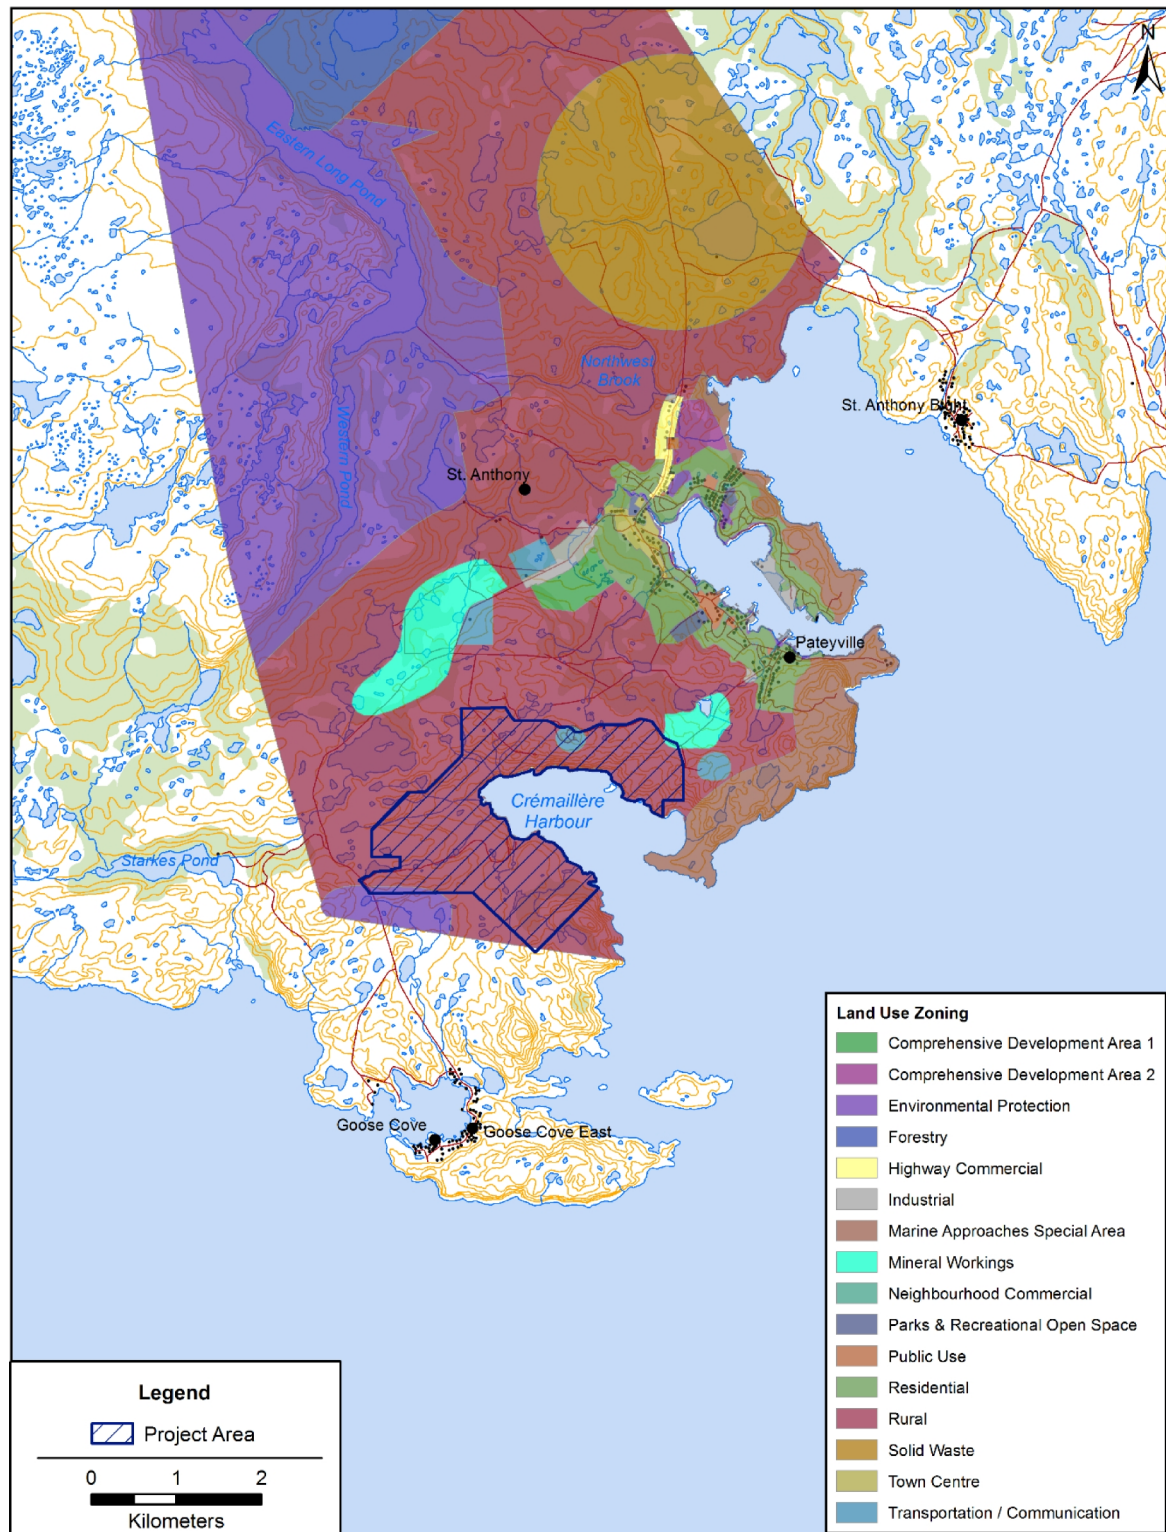 N
Eastern Long Pond
Northwest
Brook
St. Anthony Bight
Western Pond
St. Anthony
Pateyville
Crémaillère
Harbour
Starkes Pond
Goose Cove
Goose Cove East
Land Use Zoning
Comprehensive Development Area 1
Comprehensive Development Area 2
Environmental Protection
Forestry
Highway Commercial
Industrial
Marine Approaches Special Area
Mineral Workings
Neighbourhood Commercial
Parks & Recreational Open Space
Public Use
Residential
Rural
Solid Waste
Town Centre
Transportation / Communication
Legend
Project Area
0 1 2
Kilometers